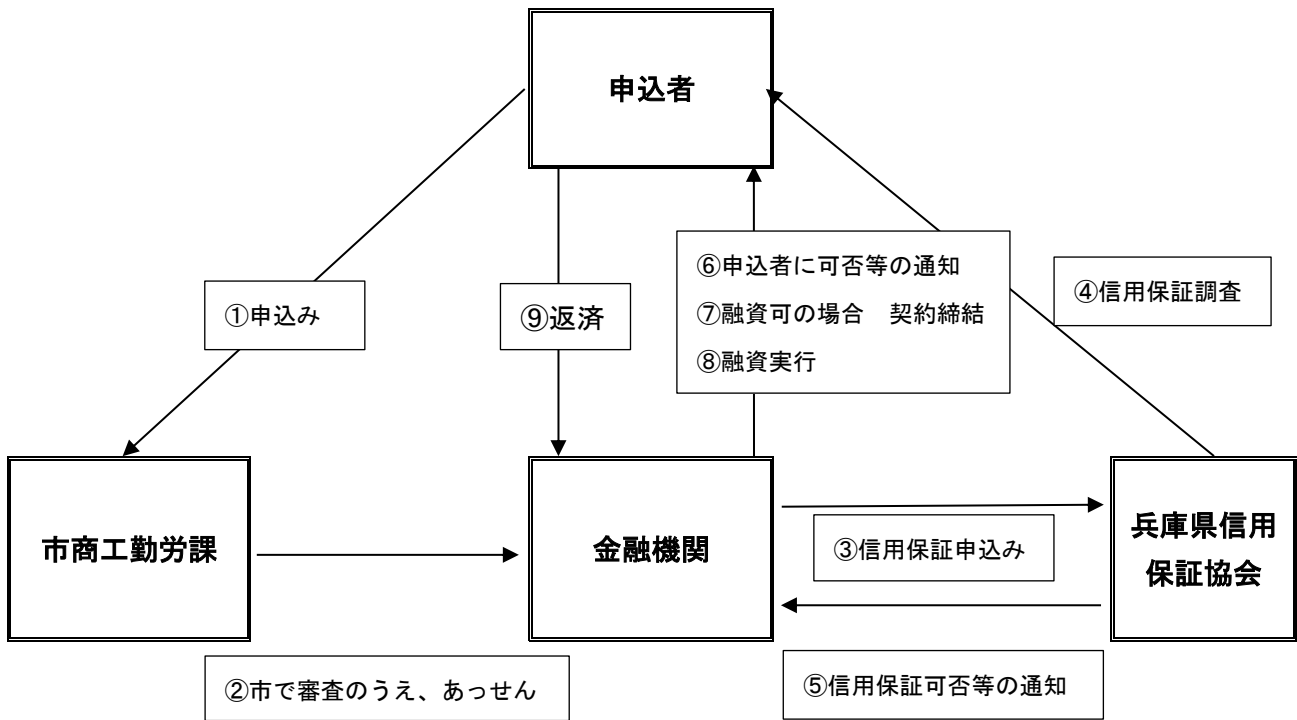 申込者
⑥申込者に可否等の通知
⑦融資可の場合　契約締結
⑧融資実行
④信用保証調査
①申込み
⑨返済
市商工勤労課
金融機関
兵庫県信用
保証協会
③信用保証申込み
②市で審査のうえ、あっせん
⑤信用保証可否等の通知